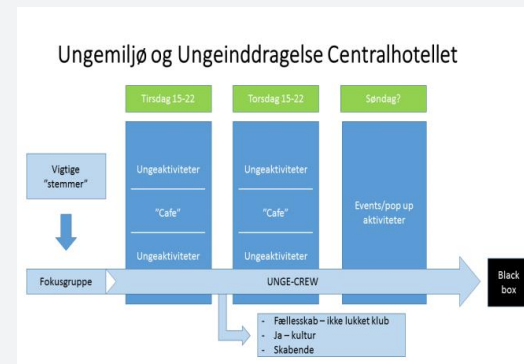 Ungemiljø og Ungeinddragelse Centralhotellet
Tirsdag 15-22
Torsdag 15-22
Søndag?
Vigtige
"stemmer"
Ungeaktiviteter
"Cafe"
Ungeaktiviteter
Ungeaktiviteter
"Cafe"
Ungeaktiviteter
Events/pop up
aktiviteter
Fokusgruppe
UNGE-CREW
Black
box
- Fællesskab – ikke lukket klub
- Ja – kultur
- Skabende